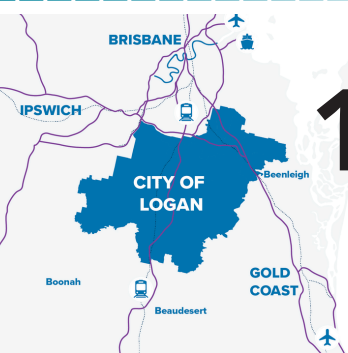 BRISBANE
IPSWICH
1
CITY OF
LOGAN
Beenleigh
GOLD
COAST
Boonah
Beaudesert